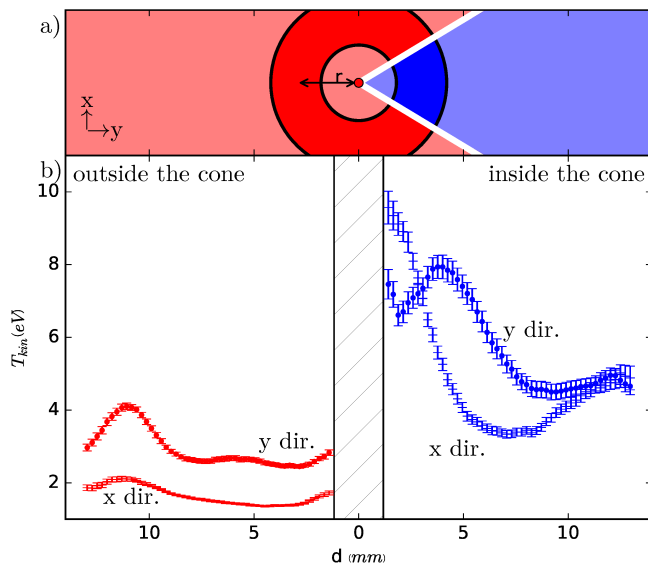 a)
r
x
y
b)
outside the cone
inside the cone
10
8
6
4
2
T_kin (eV)
y dir.
x dir.
y dir.
x dir.
10
5
0
5
10
d (mm)